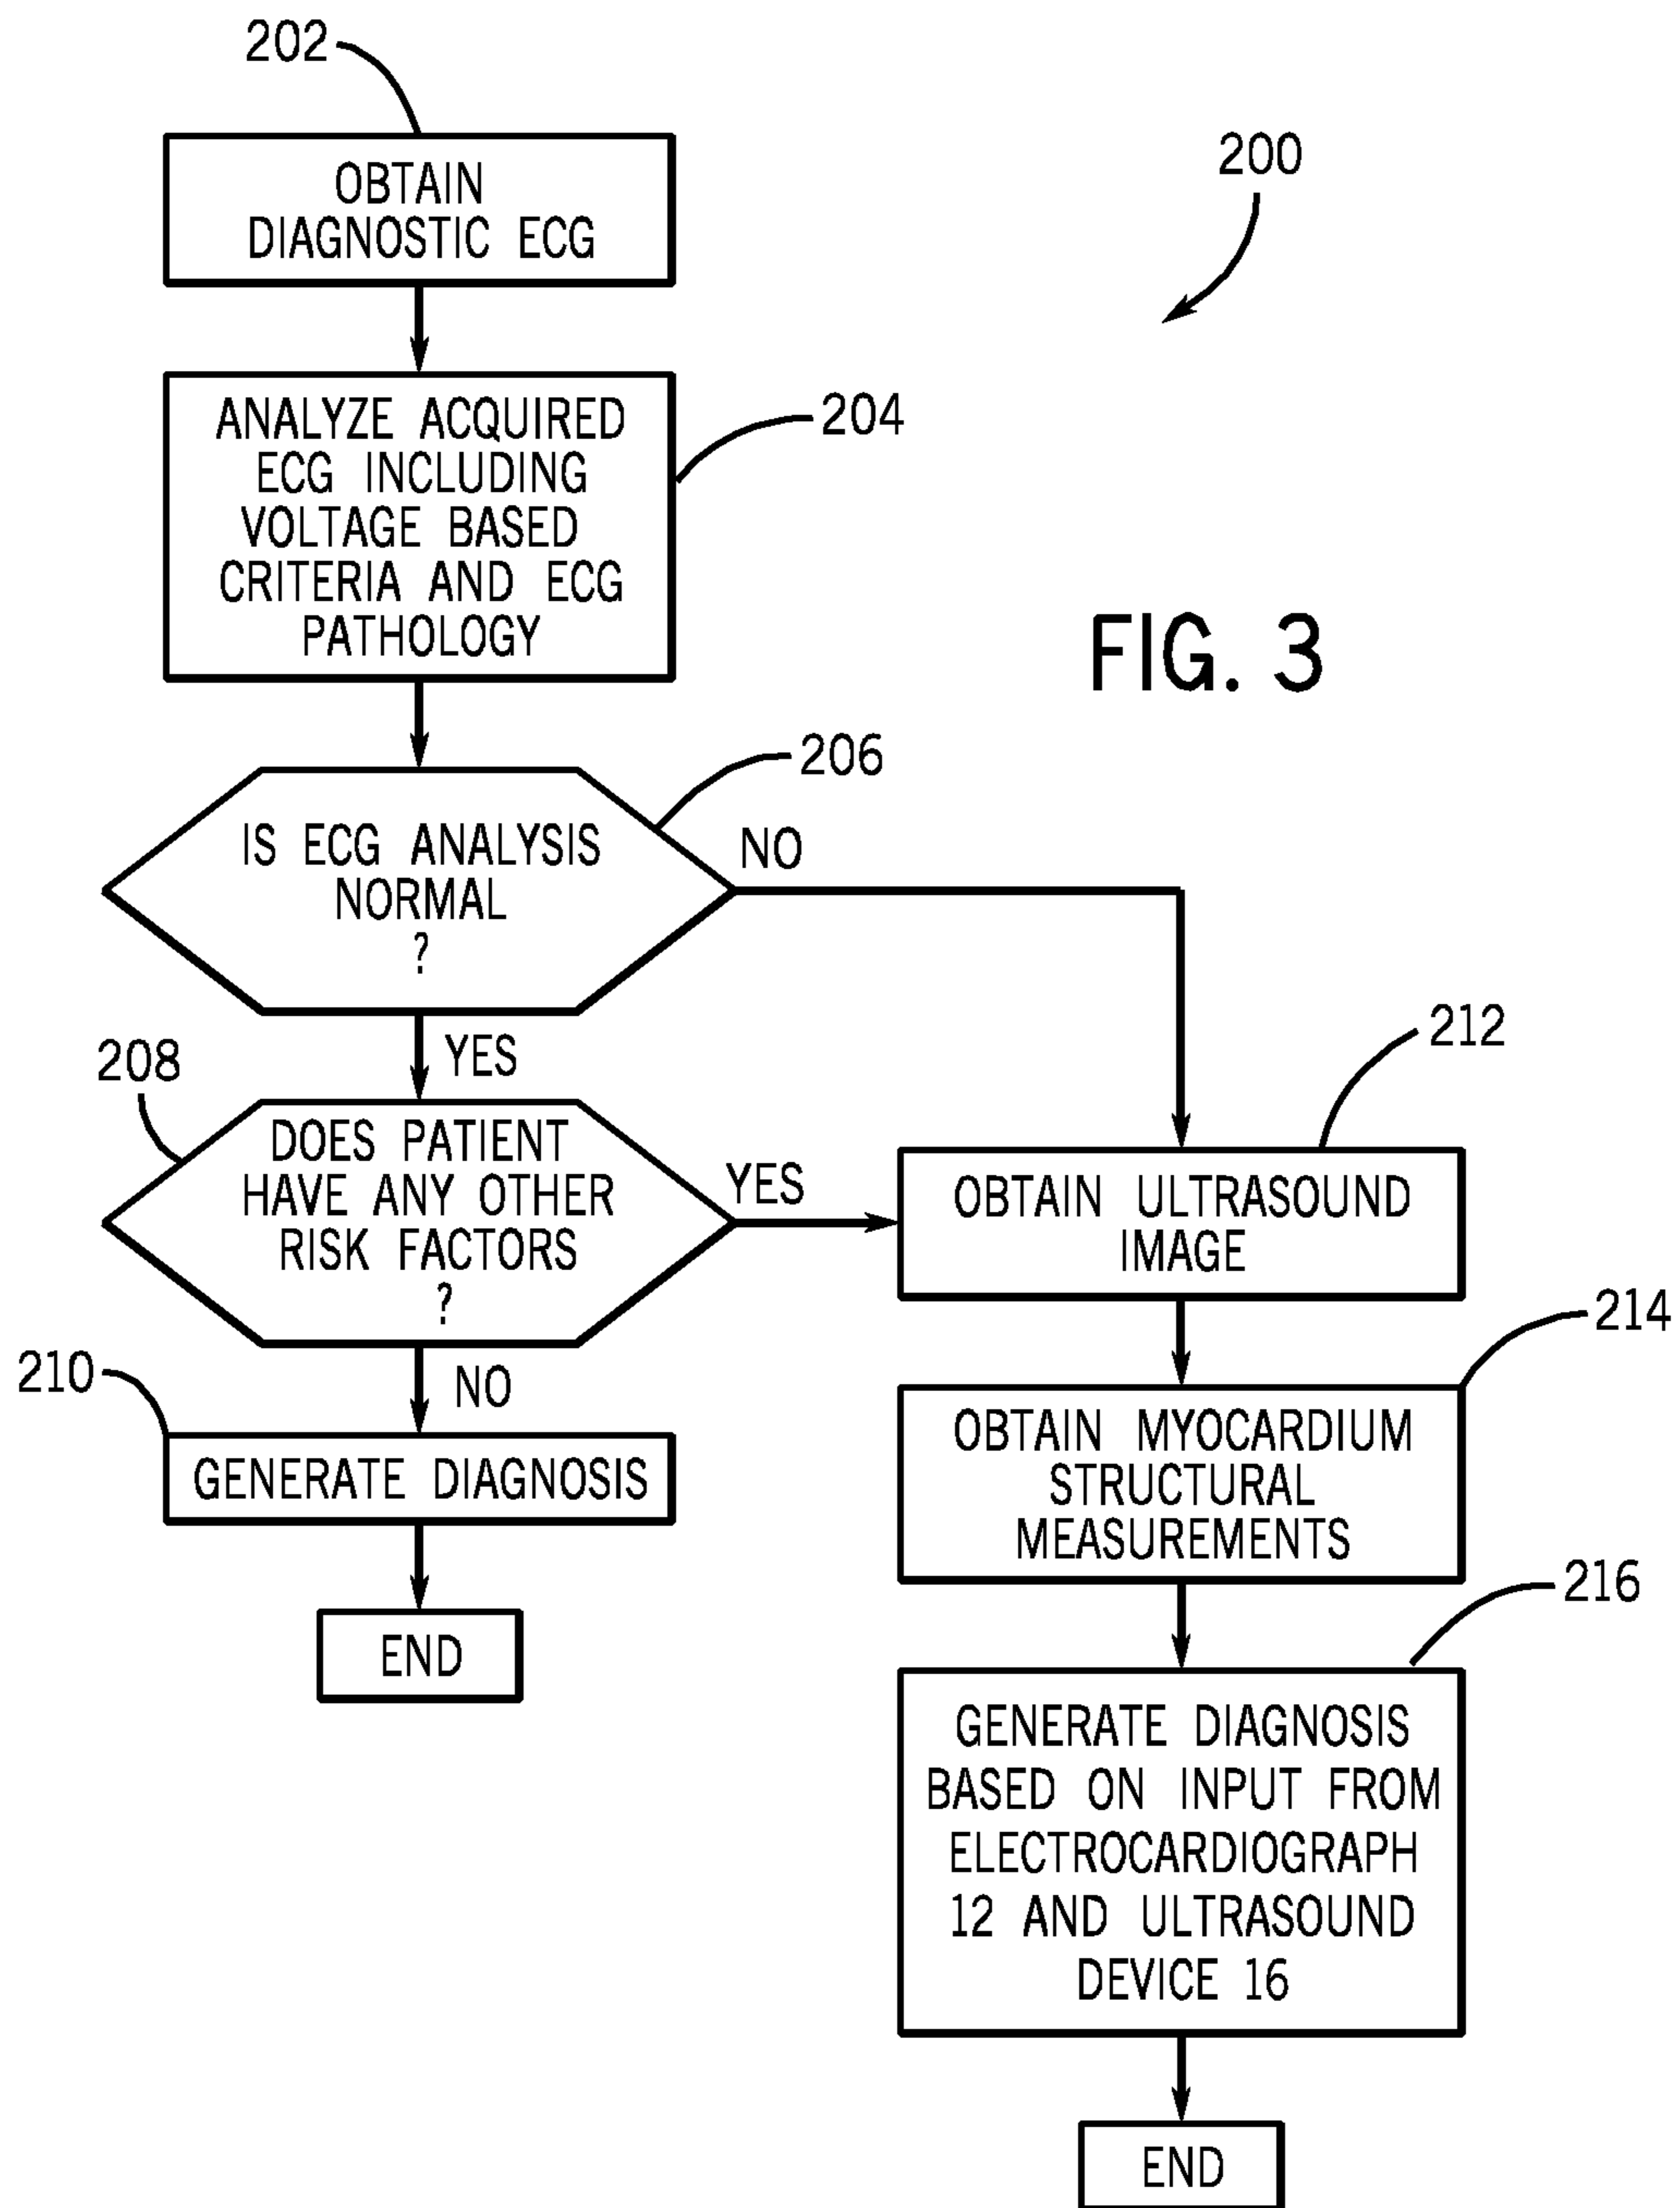 202
OBTAIN
DIAGNOSTIC ECG
200
ANALYZE ACQUIRED
ECG INCLUDING
VOLTAGE BASED
CRITERIA AND ECG
PATHOLOGY
204
FIG. 3
206
IS ECG ANALYSIS
NORMAL
?
NO
YES
208
DOES PATIENT
HAVE ANY OTHER
RISK FACTORS
?
YES
NO
210
GENERATE DIAGNOSIS
END
212
OBTAIN ULTRASOUND
IMAGE
214
OBTAIN MYOCARDIUM
STRUCTURAL
MEASUREMENTS
216
GENERATE DIAGNOSIS
BASED ON INPUT FROM
ELECTROCARDIOGRAPH
12 AND ULTRASOUND
DEVICE 16
END